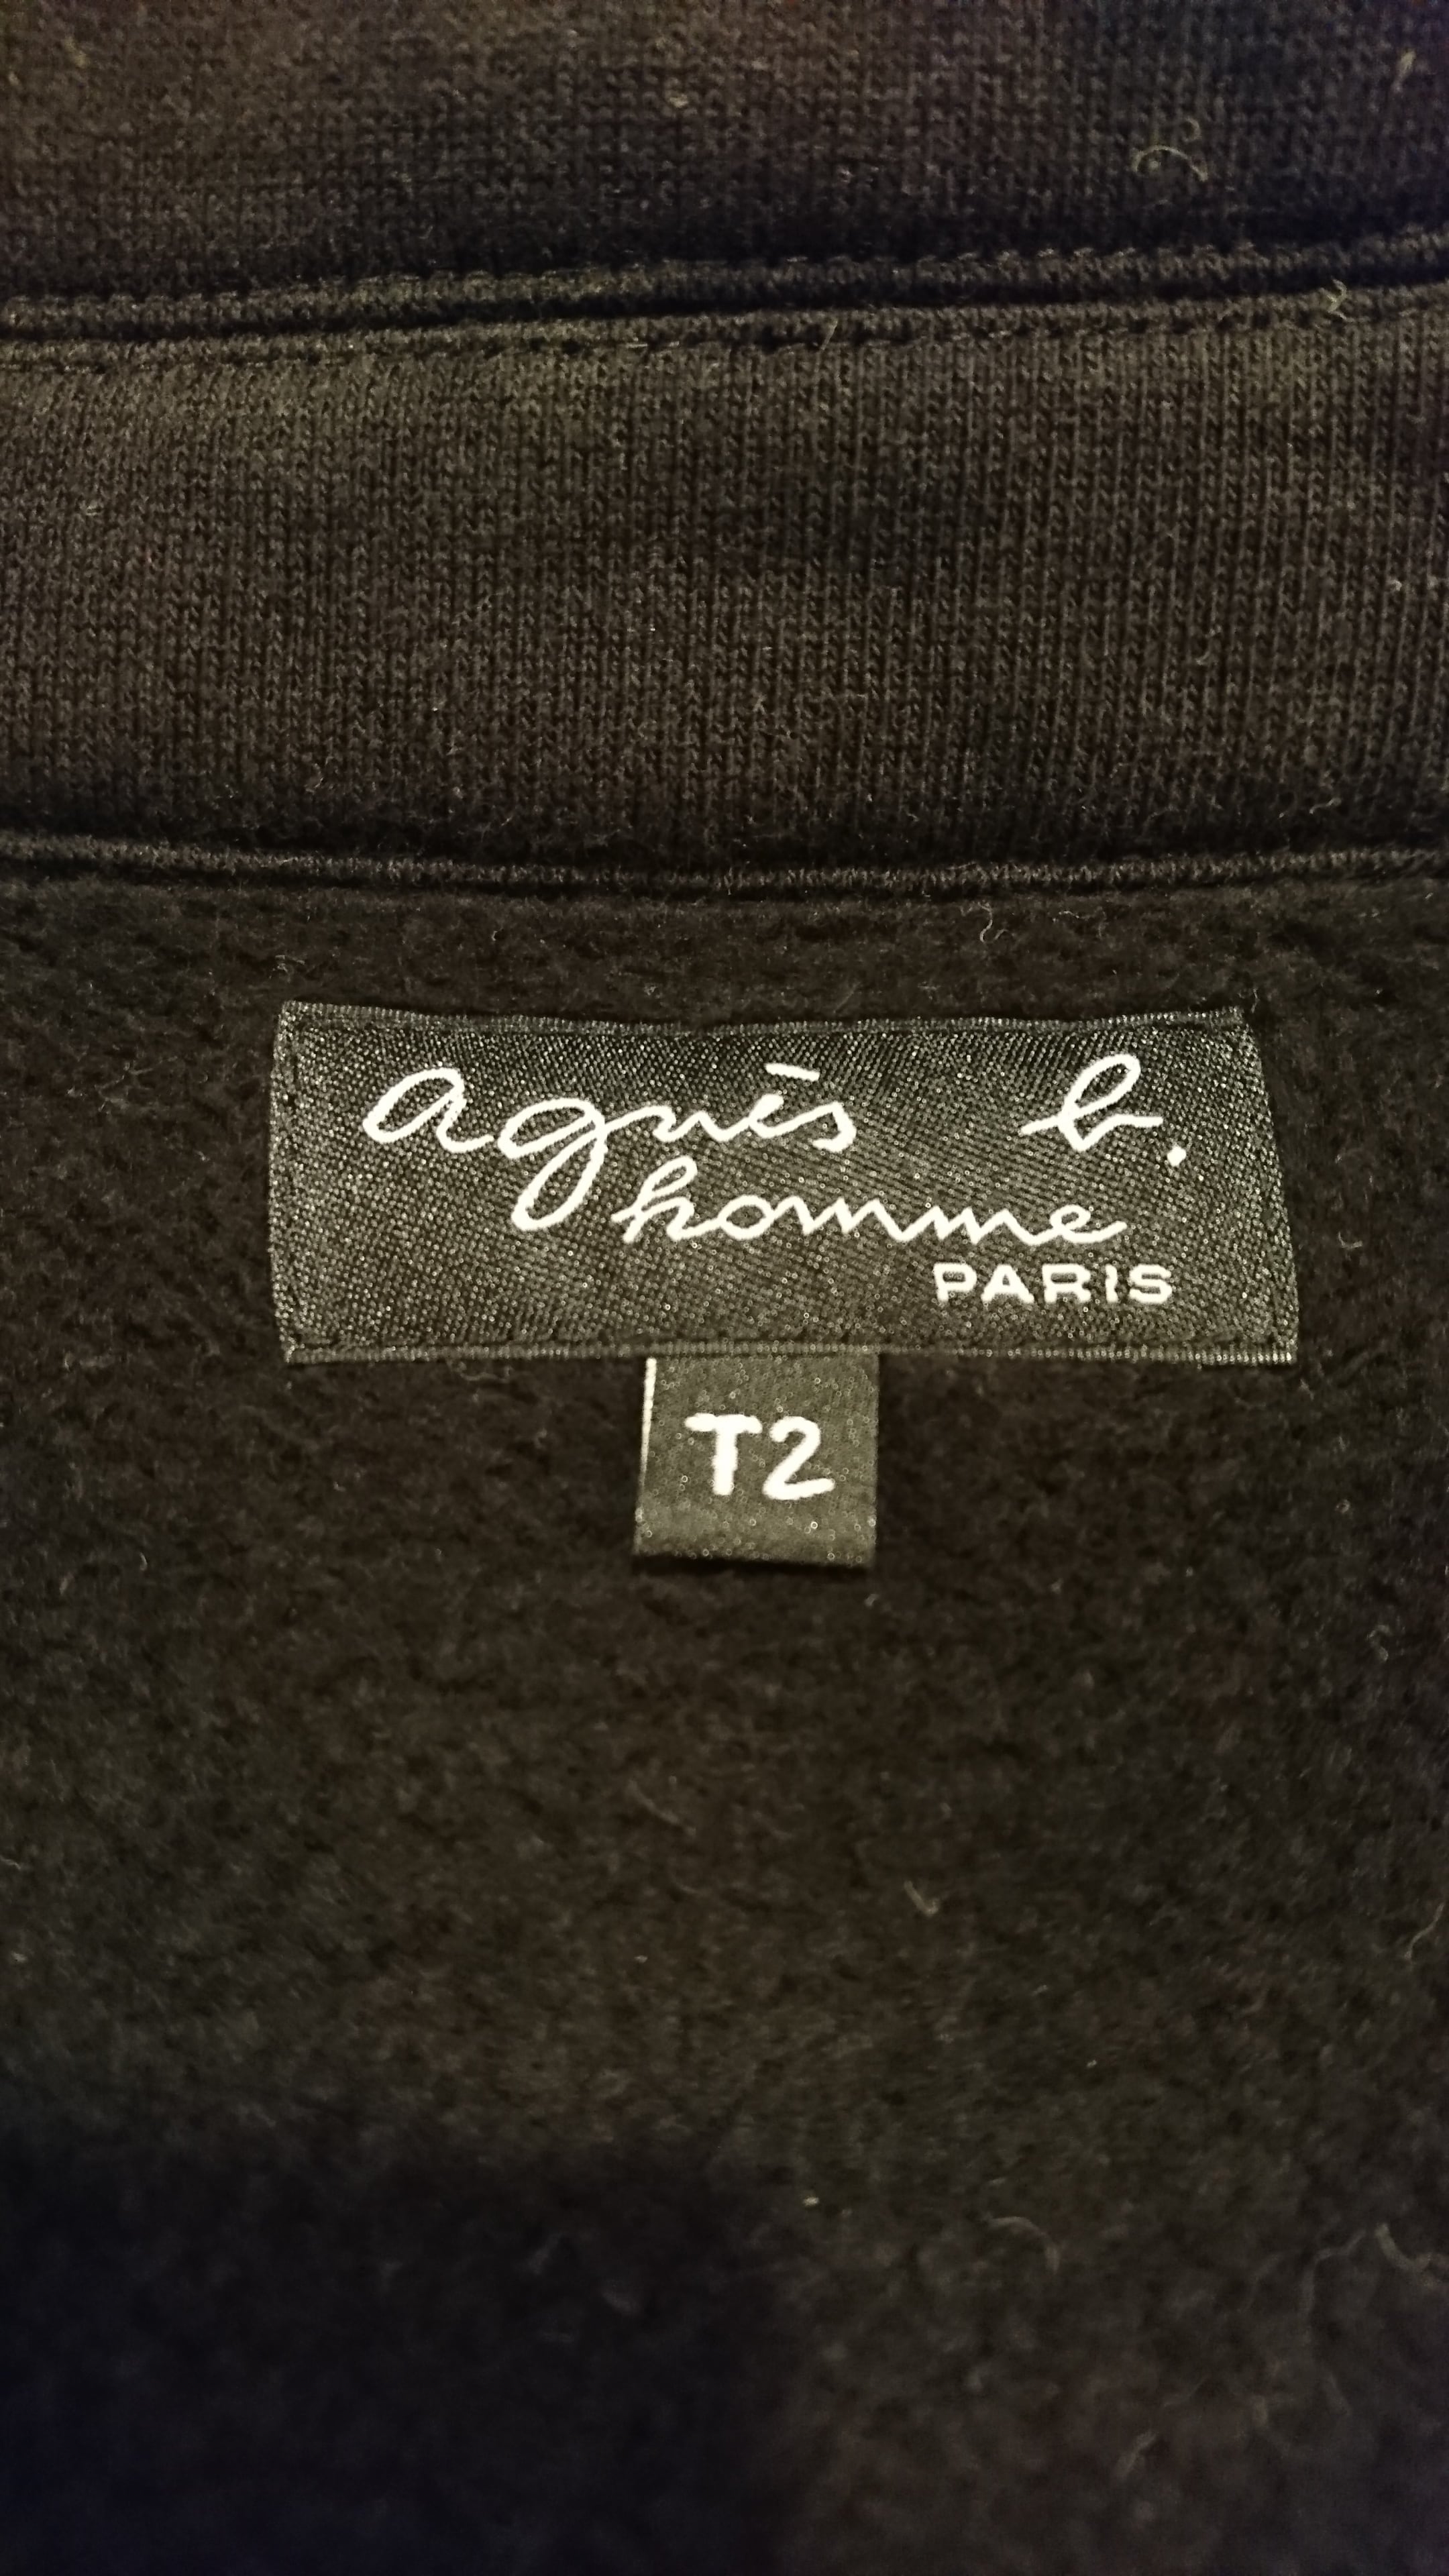 agnès b.
homme
PARIS
T2